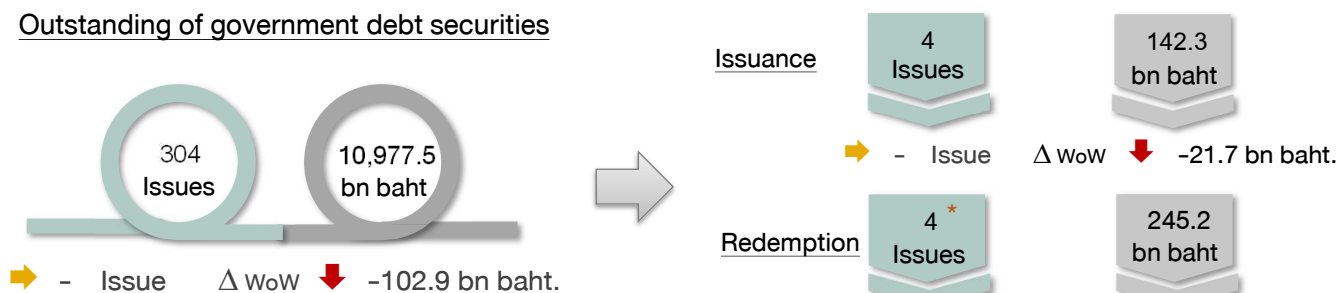 Outstanding of government debt securities
304
Issues
10,977.5
bn baht
- Issue Δ WoW -102.9 bn baht.
Issuance
4
Issues
142.3
bn baht
- Issue Δ WoW -21.7 bn baht.
Redemption
4 *
Issues
245.2
bn baht